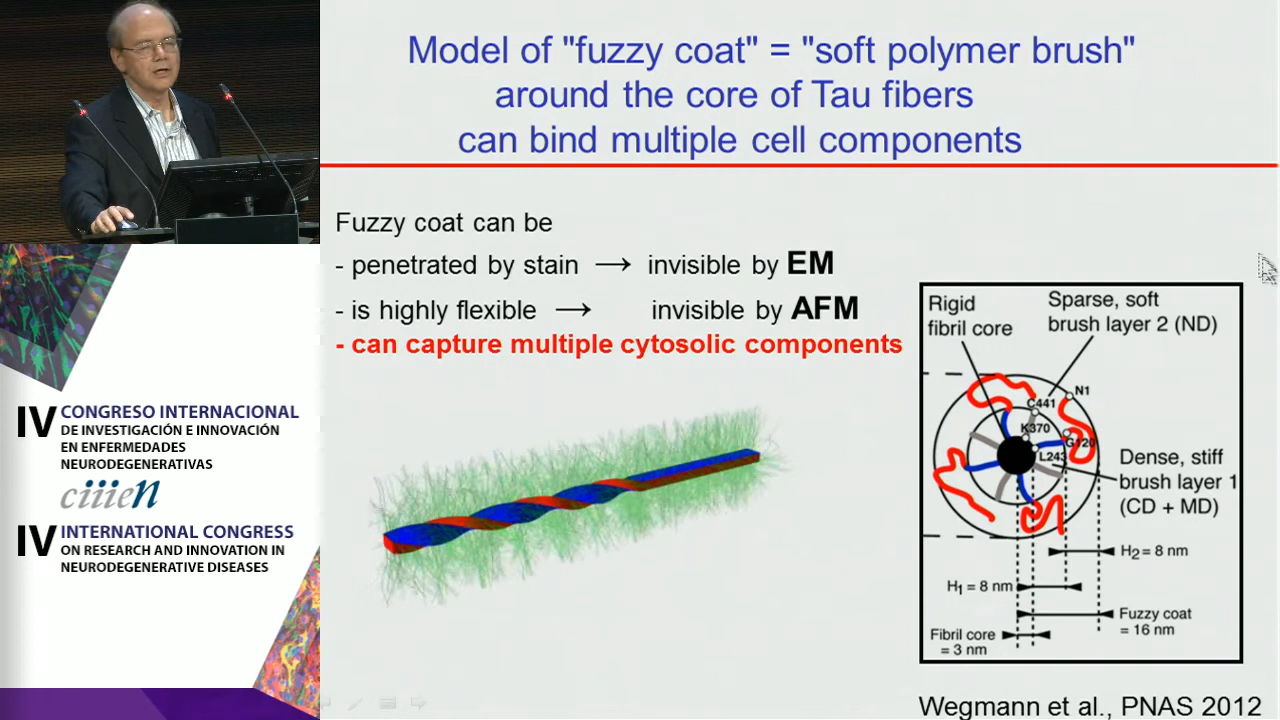 Model of "fuzzy coat" = "soft polymer brush"
around the core of Tau fibers
can bind multiple cell components
Fuzzy coat can be
- penetrated by stain → invisible by EM
- is highly flexible → invisible by AFM
- can capture multiple cytosolic components
Rigid
fibril core
Sparse, soft
brush layer 2 (ND)
N1
C441
K370
G120
L243
Dense, stiff
brush layer 1
(CD + MD)
H2 = 8 nm
H1 = 8 nm
Fuzzy coat
= 16 nm
Fibril core
= 3 nm
Wegmann et al., PNAS 2012
IV CONGRESO INTERNACIONAL
DE INVESTIGACIÓN E INNOVACIÓN
EN ENFERMEDADES
NEURODEGENERATIVAS
ciiien
IV INTERNATIONAL CONGRESS
ON RESEARCH AND INNOVATION IN
NEURODEGENERATIVE DISEASES